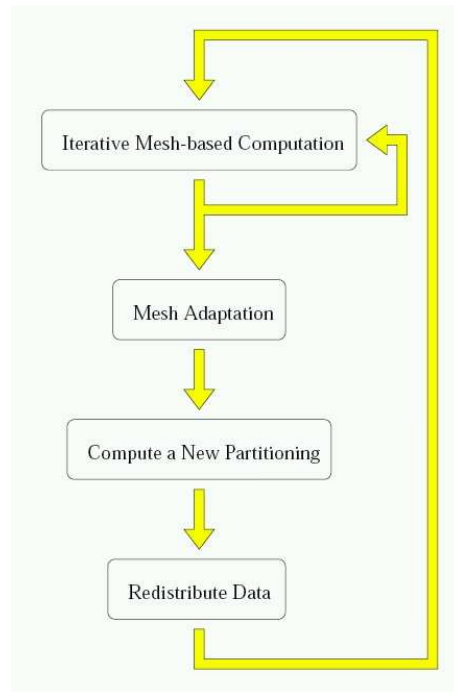 Iterative Mesh-based Computation
Mesh Adaptation
Compute a New Partitioning
Redistribute Data